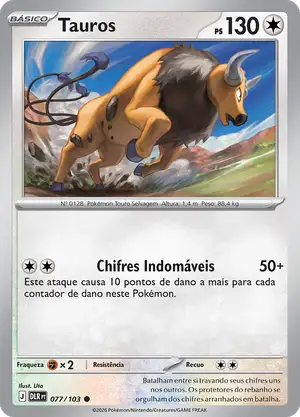 BÁSICO
Tauros
PS 130
Nº 0128 Pokémon Touro Selvagem Altura: 1,4 m Peso: 88,4 kg
Chifres Indomáveis 50+
Este ataque causa 10 pontos de dano a mais para cada
contador de dano neste Pokémon.
Fraqueza × 2 Resistência Recuo
Ilust. Uta
J DLR PT 077/103
Batalham entre si travando seus chifres uns
nos outros. Os protetores do rebanho se
orgulham dos chifres arranhados em batalha.
©2026 Pokémon/Nintendo/Creatures/GAME FREAK